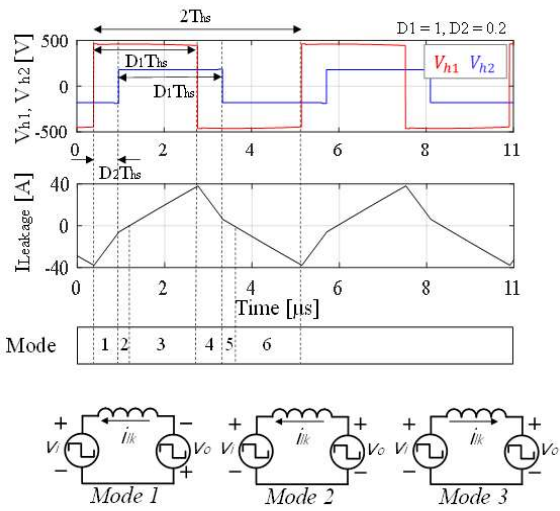 2Ths
D1 = 1, D2 = 0.2
Vh1, Vh2 [V]
500
0
-500
Vh1 Vh2
D1Ths
D1Ths
0 2 4 6 8 11
D2Ths
ILeakage [A]
40
0
-40
0 2 4 6 8 11
Time [μs]
Mode 1 2 3 4 5 6
+ - + + + +
Vi ilk Vo Vi ilk Vo Vi ilk Vo
- + - - - -
Mode 1 Mode 2 Mode 3